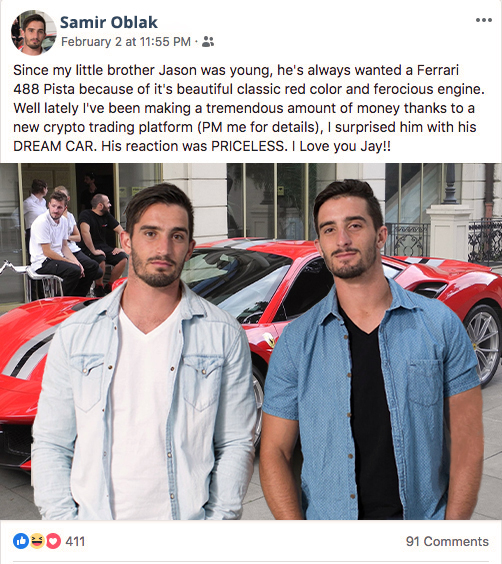 Samir Oblak
February 2 at 11:55 PM ·
Since my little brother Jason was young, he's always wanted a Ferrari
488 Pista because of it's beautiful classic red color and ferocious engine.
Well lately I've been making a tremendous amount of money thanks to a
new crypto trading platform (PM me for details), I surprised him with his
DREAM CAR. His reaction was PRICELESS. I Love you Jay!!
411
91 Comments